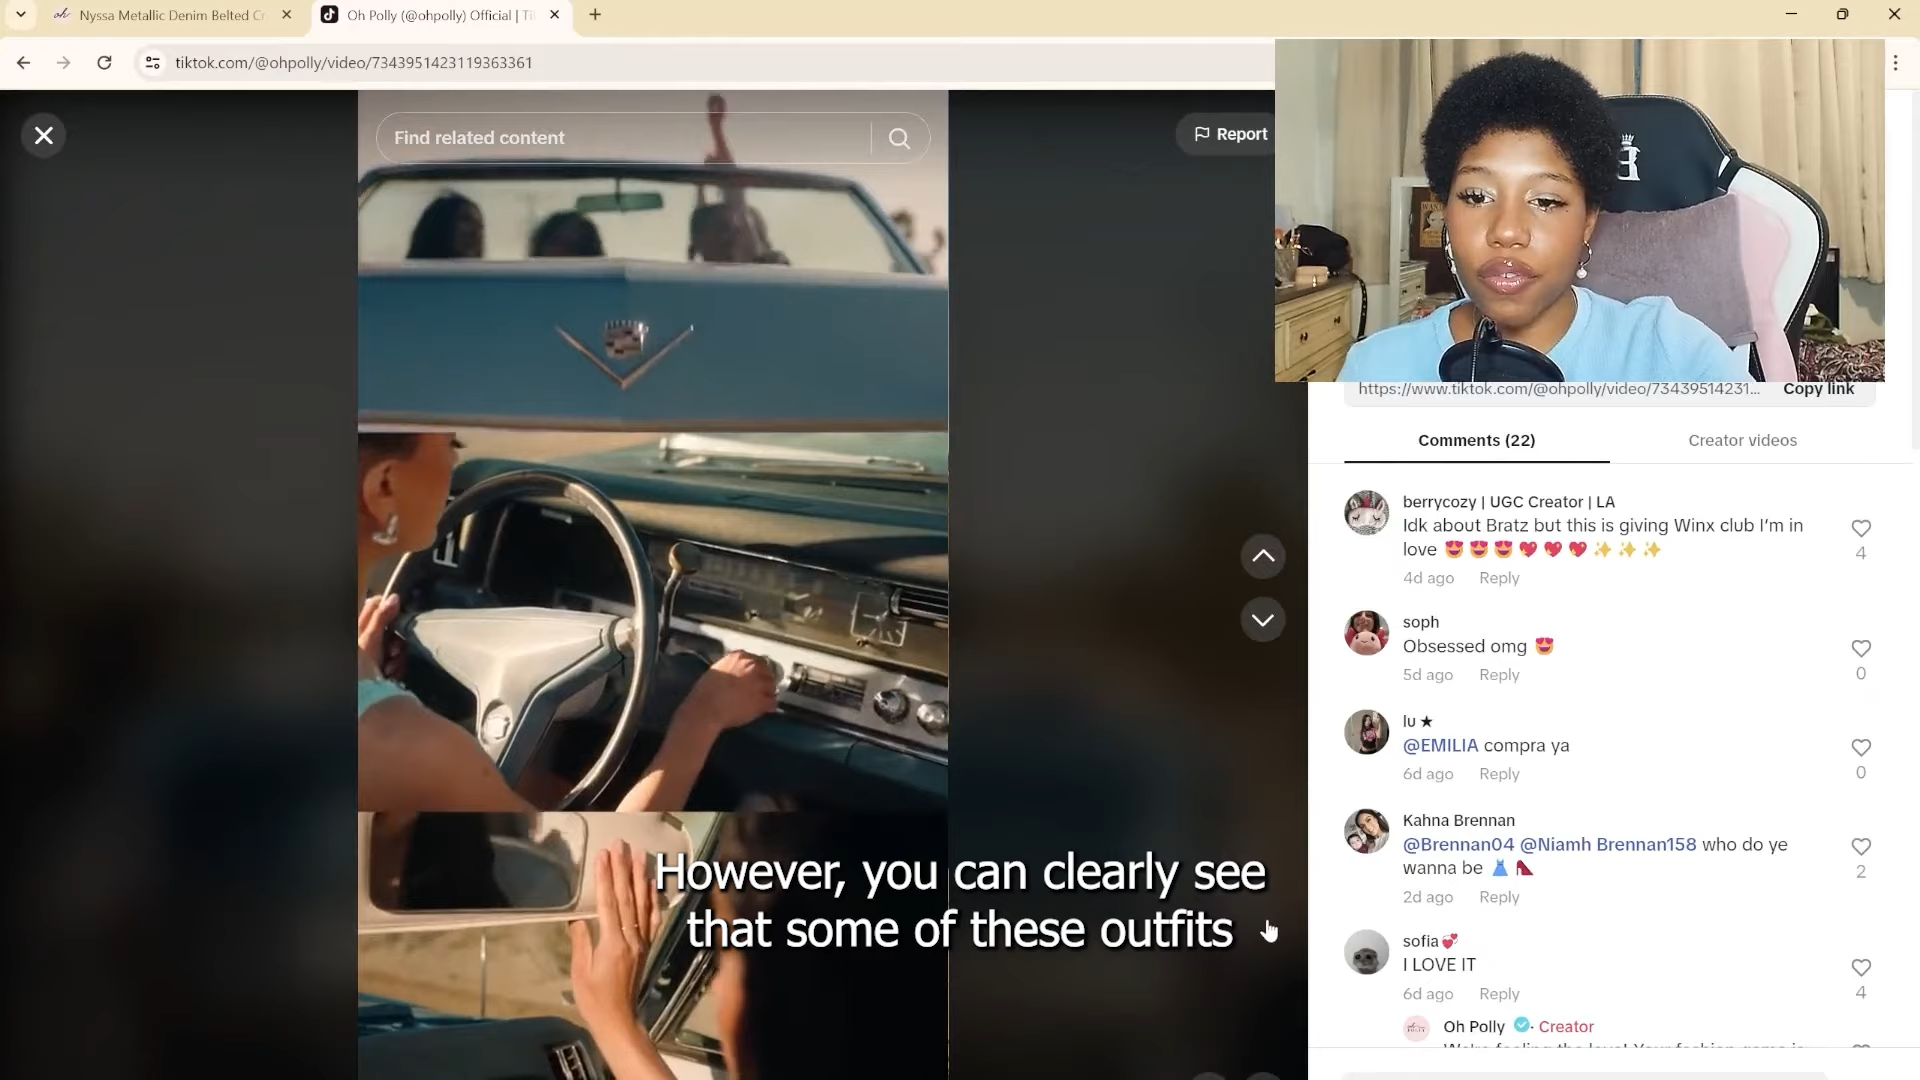 Nyssa Metallic Denim Belted Cr
Oh Polly (@ohpolly) Official | Ti
tiktok.com/@ohpolly/video/7343951423119363361
Find related content
Report
https://www.tiktok.com/@ohpolly/video/73439514231...
Copy link
Comments (22)
Creator videos
berrycozy | UGC Creator | LA
Idk about Bratz but this is giving Winx club I'm in
love 😍 😍 😍 💖 💖 💖 ✨ ✨ ✨
4
4d ago Reply
soph
Obsessed omg 😍
0
5d ago Reply
lu ★
@EMILIA compra ya
0
6d ago Reply
Kahna Brennan
@Brennan04 @Niamh Brennan158 who do ye
wanna be 👗 👠
2
2d ago Reply
sofia 💞
I LOVE IT
4
6d ago Reply
Oh Polly · Creator
However, you can clearly see
that some of these outfits